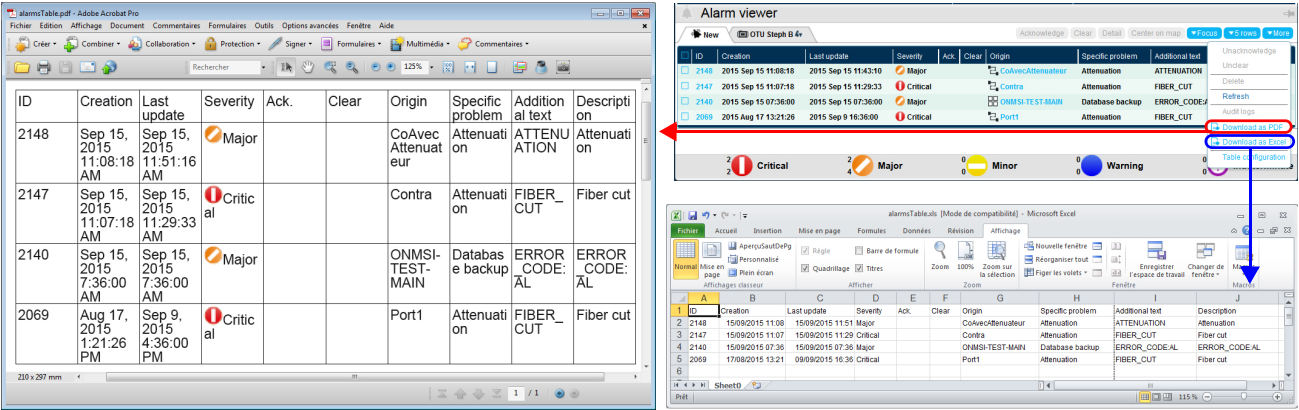 alarmsTable.pdf - Adobe Acrobat Pro
Fichier Edition Affichage Document Commentaires Formulaires Outils Options avancées Fenêtre Aide
Créer Combiner Collaboration Protection Signer Formulaires Multimédia Commentaires
Rechercher 125%
ID Creation Last update Severity Ack. Clear Origin Specific problem Addition al text Descripti on
2148 Sep 15, 2015 11:08:18 AM Sep 15, 2015 11:51:16 AM Major CoAvec Attenuat eur Attenuati on ATTENU ATION Attenuati on
2147 Sep 15, 2015 11:07:18 AM Sep 15, 2015 11:29:33 AM Critic al Contra Attenuati on FIBER_ CUT Fiber cut
2140 Sep 15, 2015 7:36:00 AM Sep 15, 2015 7:36:00 AM Major ONMSI- TEST- MAIN Databas e backup ERROR _CODE: AL ERROR _CODE: AL
2069 Aug 17, 2015 1:21:26 PM Sep 9, 2015 4:36:00 PM Critic al Port1 Attenuati on FIBER_ CUT Fiber cut
210 x 297 mm
1 / 1
Alarm viewer
New OTU Steph B 4 Acknowledge Clear Detail Center on map Focus 5 rows More
ID Creation Last update Severity Ack. Clear Origin Specific problem Additional text
2148 2015 Sep 15 11:08:18 2015 Sep 15 11:43:10 Major CoAvecAttenuateur Attenuation ATTENUATION
2147 2015 Sep 15 11:07:18 2015 Sep 15 11:29:33 Critical Contra Attenuation FIBER_CUT
2140 2015 Sep 15 07:36:00 2015 Sep 15 07:36:00 Major ONMSI-TEST-MAIN Database backup ERROR_CODE:A
2069 2015 Aug 17 13:21:26 2015 Sep 9 16:36:00 Critical Port1 Attenuation FIBER_CUT
Unacknowledge
Unclear
Delete
Refresh
Audit logs
Download as PDF
Download as Excel
Table configuration
2 2 Critical 2 4 Major 0 0 Minor 0 0 Warning 0 0
alarmsTable.xls [Mode de compatibilité] - Microsoft Excel
Fichier Accueil Insertion Mise en page Formules Données Révision Affichage
Normal Mise en page AperçuSautDePg Personnalisé Plein écran
Règle Barre de formule Quadrillage Titres
Zoom 100% Zoom sur la sélection
Nouvelle fenêtre Réorganiser tout Figer les volets
Enregistrer l'espace de travail Changer de fenêtre
Affichages classeur Afficher Zoom Fenêtre Macros
A B C D E F G H I J
1 ID Creation Last update Severity Ack. Clear Origin Specific problem Additional text Description
2 2148 15/09/2015 11:08 15/09/2015 11:51 Major CoAvecAttenuateur Attenuation ATTENUATION Attenuation
3 2147 15/09/2015 11:07 15/09/2015 11:29 Critical Contra Attenuation FIBER_CUT Fiber cut
4 2140 15/09/2015 07:36 15/09/2015 07:36 Major ONMSI-TEST-MAIN Database backup ERROR_CODE:AL ERROR_CODE:AL
5 2069 17/08/2015 13:21 09/09/2015 16:36 Critical Port1 Attenuation FIBER_CUT Fiber cut
6
Sheet0
Prêt 115 %